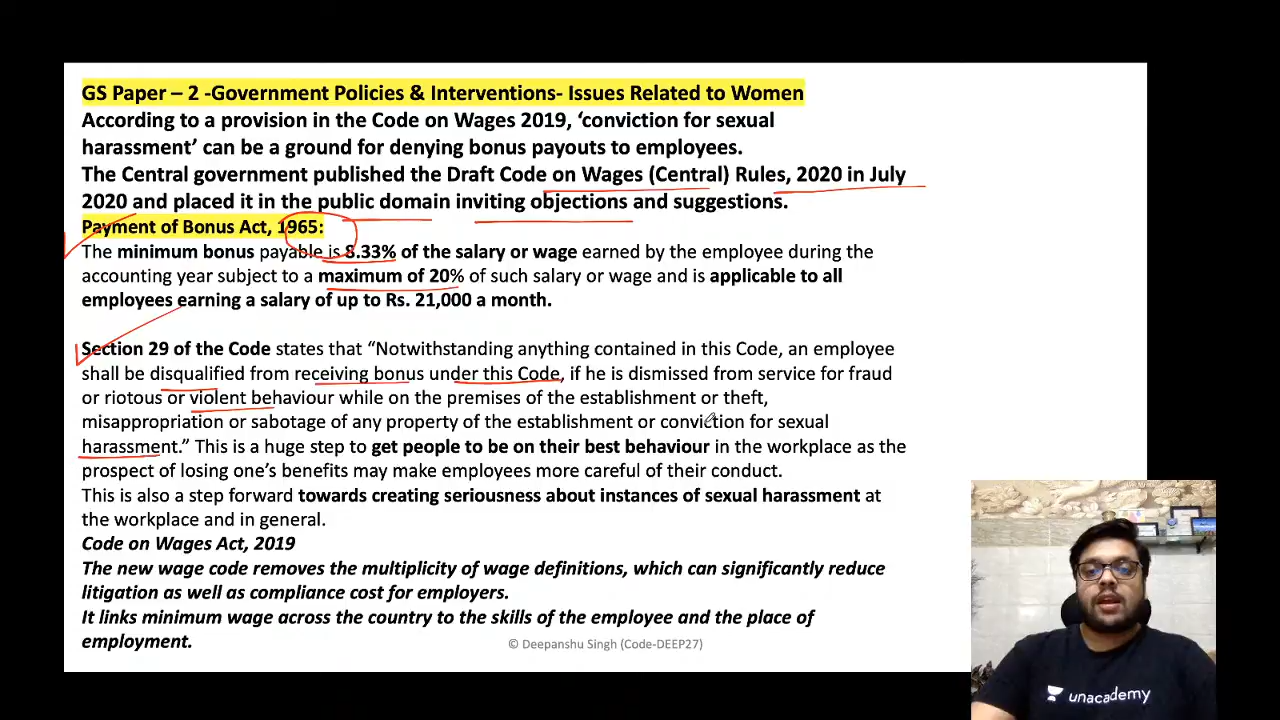 GS Paper – 2 -Government Policies & Interventions- Issues Related to Women
According to a provision in the Code on Wages 2019, ‘conviction for sexual
harassment’ can be a ground for denying bonus payouts to employees.
The Central government published the Draft Code on Wages (Central) Rules, 2020 in July
2020 and placed it in the public domain inviting objections and suggestions.
Payment of Bonus Act, 1965:
The minimum bonus payable is 8.33% of the salary or wage earned by the employee during the
accounting year subject to a maximum of 20% of such salary or wage and is applicable to all
employees earning a salary of up to Rs. 21,000 a month.
Section 29 of the Code states that “Notwithstanding anything contained in this Code, an employee
shall be disqualified from receiving bonus under this Code, if he is dismissed from service for fraud
or riotous or violent behaviour while on the premises of the establishment or theft,
misappropriation or sabotage of any property of the establishment or conviction for sexual
harassment.” This is a huge step to get people to be on their best behaviour in the workplace as the
prospect of losing one’s benefits may make employees more careful of their conduct.
This is also a step forward towards creating seriousness about instances of sexual harassment at
the workplace and in general.
Code on Wages Act, 2019
The new wage code removes the multiplicity of wage definitions, which can significantly reduce
litigation as well as compliance cost for employers.
It links minimum wage across the country to the skills of the employee and the place of
employment.
© Deepanshu Singh (Code-DEEP27)
unacademy